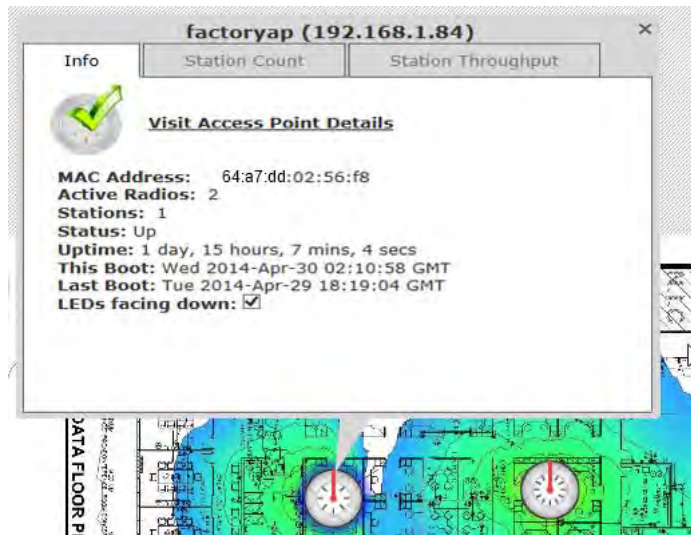 factoryap (192.168.1.84)
×
Info
Station Count
Station Throughput
Visit Access Point Details
MAC Address: 64:a7:dd:02:56:f8
Active Radios: 2
Stations: 1
Status: Up
Uptime: 1 day, 15 hours, 7 mins, 4 secs
This Boot: Wed 2014-Apr-30 02:10:58 GMT
Last Boot: Tue 2014-Apr-29 18:19:04 GMT
LEDs facing down:
DATA FLOOR